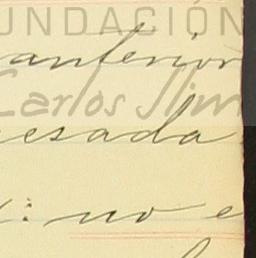 UNDACIÓN
anterior
Carlos Slim
esada
: no e